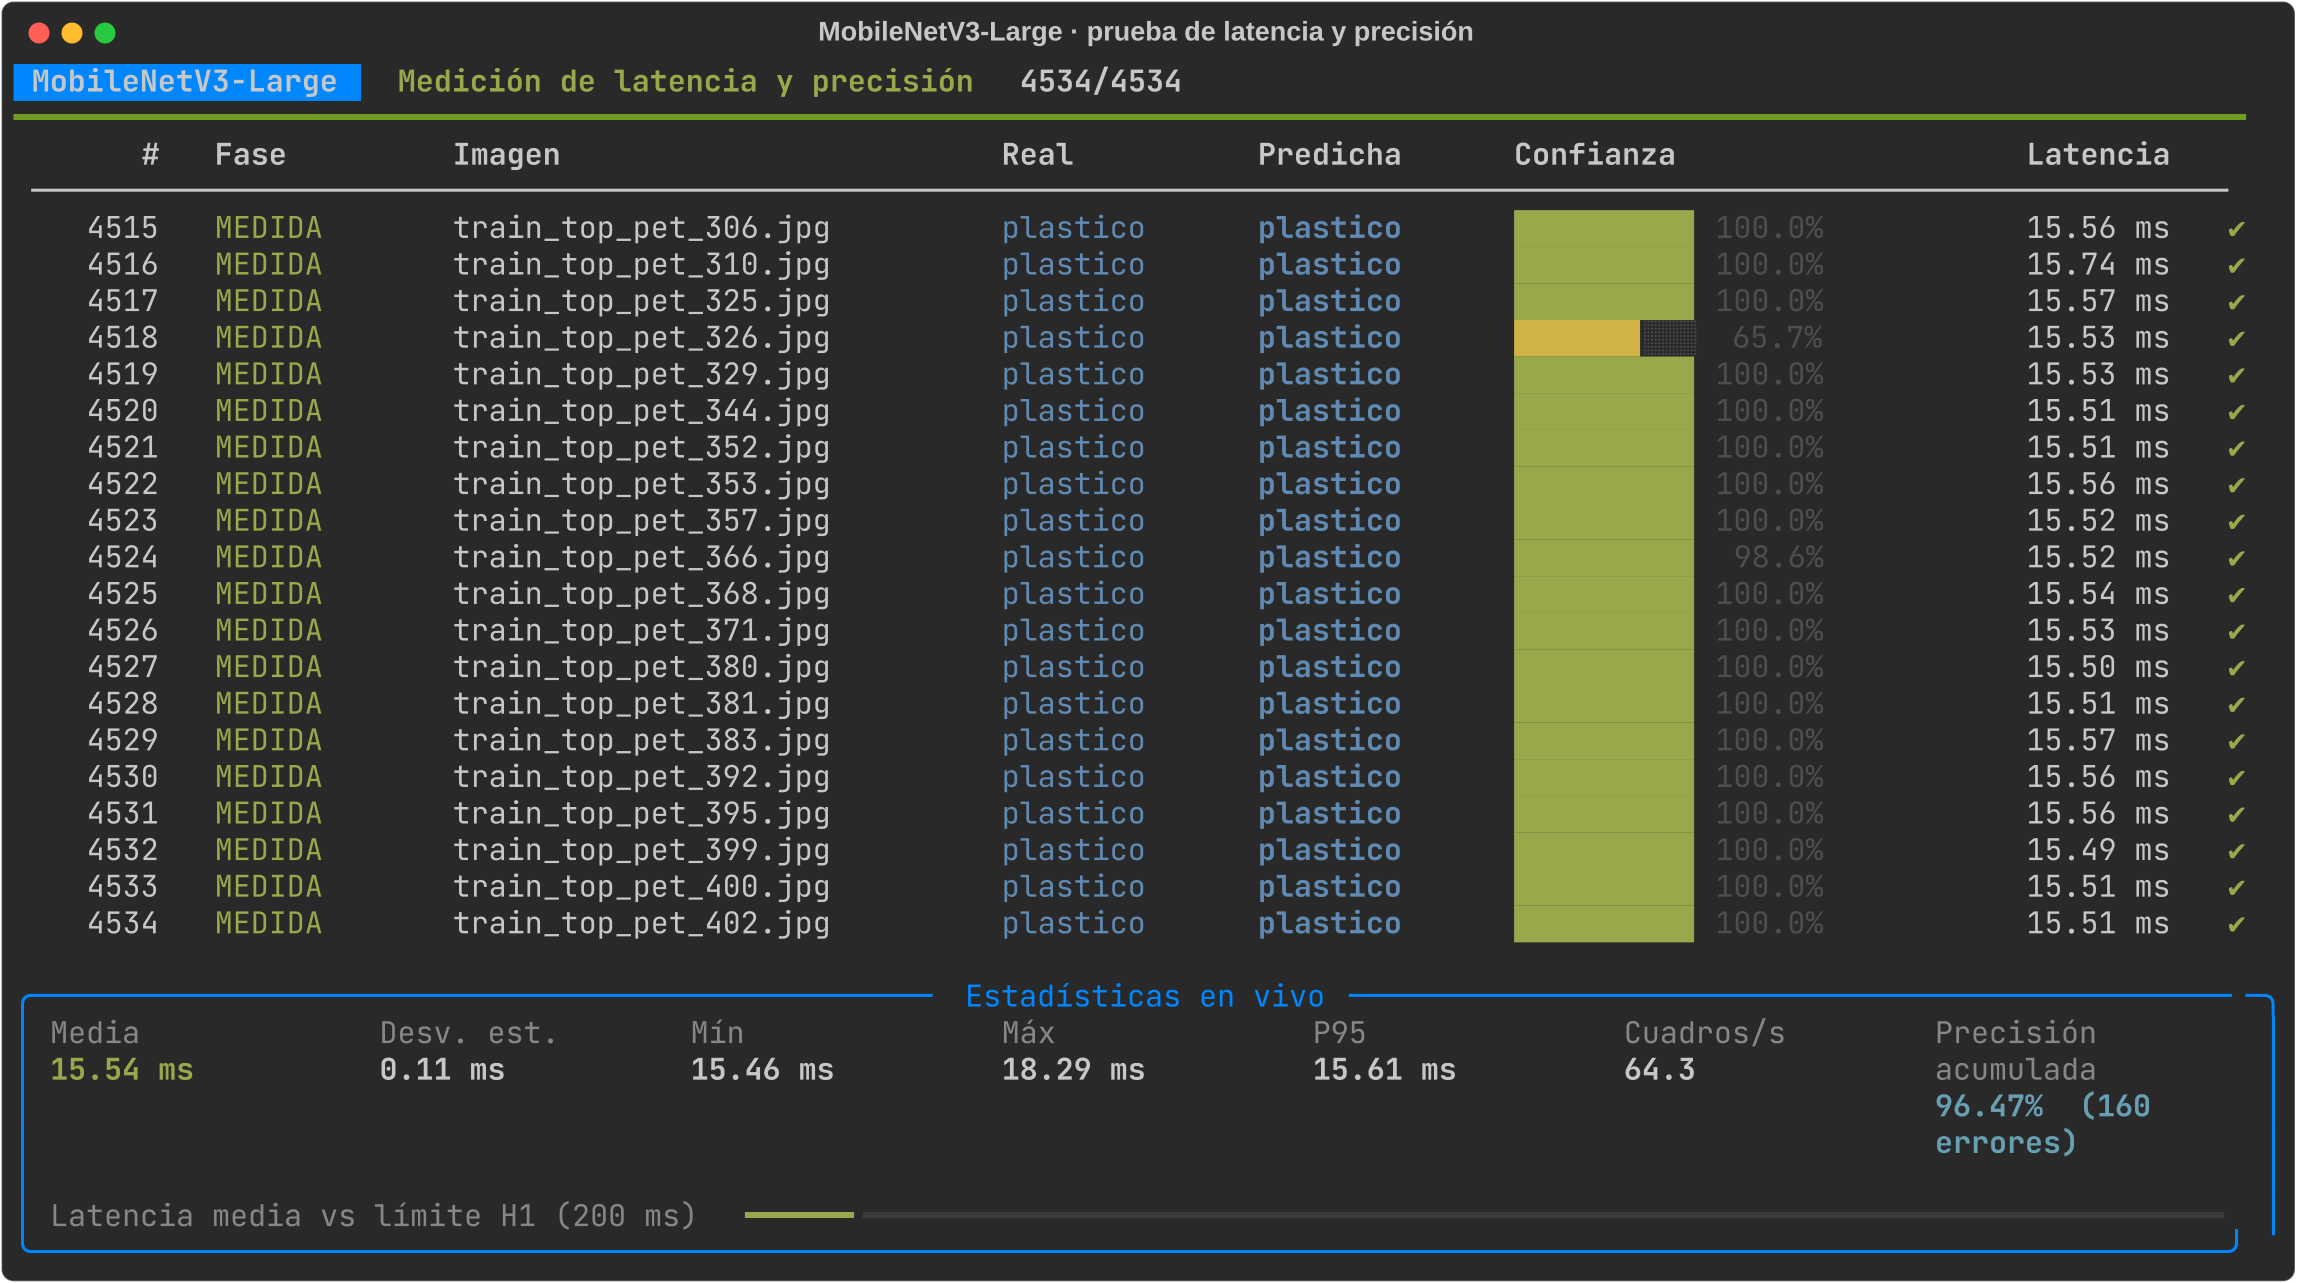 MobileNetV3-Large · prueba de latencia y precisión
MobileNetV3-Large Medición de latencia y precisión 4534/4534
# Fase Imagen Real Predicha Confianza Latencia
4515 MEDIDA train_top_pet_306.jpg plastico plastico 100.0% 15.56 ms ✔
4516 MEDIDA train_top_pet_310.jpg plastico plastico 100.0% 15.74 ms ✔
4517 MEDIDA train_top_pet_325.jpg plastico plastico 100.0% 15.57 ms ✔
4518 MEDIDA train_top_pet_326.jpg plastico plastico 65.7% 15.53 ms ✔
4519 MEDIDA train_top_pet_329.jpg plastico plastico 100.0% 15.53 ms ✔
4520 MEDIDA train_top_pet_344.jpg plastico plastico 100.0% 15.51 ms ✔
4521 MEDIDA train_top_pet_352.jpg plastico plastico 100.0% 15.51 ms ✔
4522 MEDIDA train_top_pet_353.jpg plastico plastico 100.0% 15.56 ms ✔
4523 MEDIDA train_top_pet_357.jpg plastico plastico 100.0% 15.52 ms ✔
4524 MEDIDA train_top_pet_366.jpg plastico plastico 98.6% 15.52 ms ✔
4525 MEDIDA train_top_pet_368.jpg plastico plastico 100.0% 15.54 ms ✔
4526 MEDIDA train_top_pet_371.jpg plastico plastico 100.0% 15.53 ms ✔
4527 MEDIDA train_top_pet_380.jpg plastico plastico 100.0% 15.50 ms ✔
4528 MEDIDA train_top_pet_381.jpg plastico plastico 100.0% 15.51 ms ✔
4529 MEDIDA train_top_pet_383.jpg plastico plastico 100.0% 15.57 ms ✔
4530 MEDIDA train_top_pet_392.jpg plastico plastico 100.0% 15.56 ms ✔
4531 MEDIDA train_top_pet_395.jpg plastico plastico 100.0% 15.56 ms ✔
4532 MEDIDA train_top_pet_399.jpg plastico plastico 100.0% 15.49 ms ✔
4533 MEDIDA train_top_pet_400.jpg plastico plastico 100.0% 15.51 ms ✔
4534 MEDIDA train_top_pet_402.jpg plastico plastico 100.0% 15.51 ms ✔
Estadísticas en vivo
Media Desv. est. Mín Máx P95 Cuadros/s Precisión
15.54 ms 0.11 ms 15.46 ms 18.29 ms 15.61 ms 64.3 acumulada
96.47% (160
errores)
Latencia media vs límite H1 (200 ms)